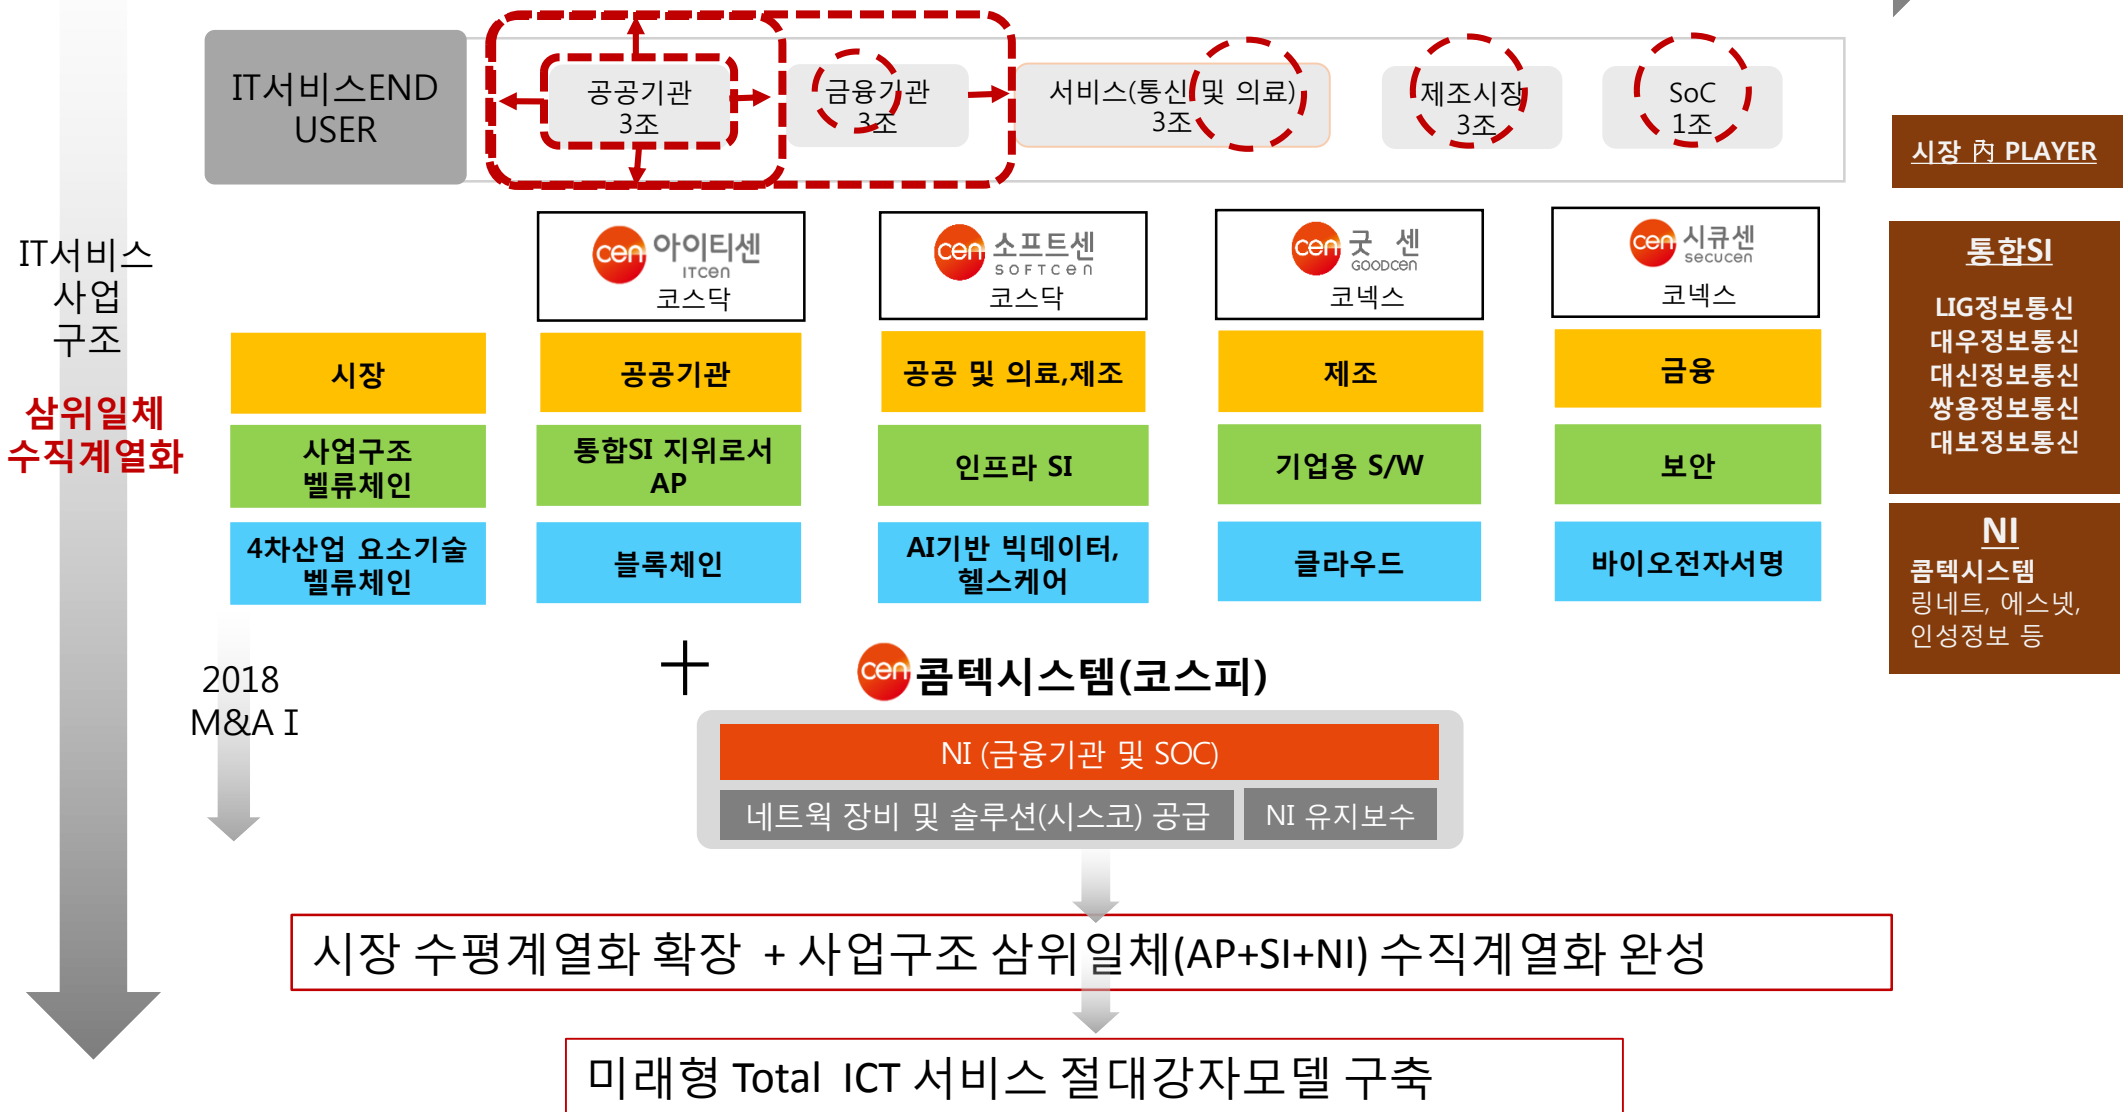 IT서비스END
USER
공공기관
3조
금융기관
3조
서비스(통신 및 의료)
3조
제조시장
3조
SoC
1조
시장 內 PLAYER
IT서비스
사업
구조
삼위일체
수직계열화
cen 아이티센
ITCEN
코스닥
cen 소프트센
SOFTCEN
코스닥
cen 굿 센
GOODCEN
코넥스
cen 시큐센
secucen
코넥스
시장
공공기관
공공 및 의료,제조
제조
금융
사업구조
벨류체인
통합SI 지위로서
AP
인프라 SI
기업용 S/W
보안
4차산업 요소기술
벨류체인
블록체인
AI기반 빅데이터,
헬스케어
클라우드
바이오전자서명
통합SI
LIG정보통신
대우정보통신
대신정보통신
쌍용정보통신
대보정보통신
NI
콤텍시스템
링네트, 에스넷,
인성정보 등
2018
M&A I
+
cen 콤텍시스템(코스피)
NI (금융기관 및 SOC)
네트웍 장비 및 솔루션(시스코) 공급
NI 유지보수
시장 수평계열화 확장 + 사업구조 삼위일체(AP+SI+NI) 수직계열화 완성
미래형 Total ICT 서비스 절대강자모델 구축